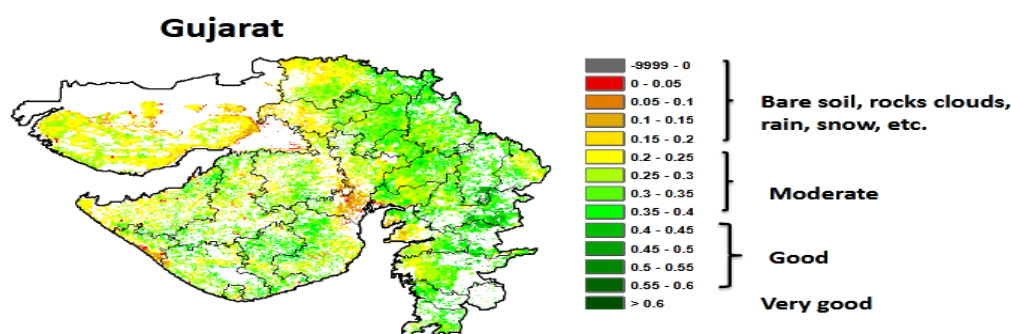 Gujarat
-9999 - 0
0 - 0.05
0.05 - 0.1
0.1 - 0.15
0.15 - 0.2
0.2 - 0.25
0.25 - 0.3
0.3 - 0.35
0.35 - 0.4
0.4 - 0.45
0.45 - 0.5
0.5 - 0.55
0.55 - 0.6
> 0.6
Bare soil, rocks clouds,
rain, snow, etc.
Moderate
Good
Very good